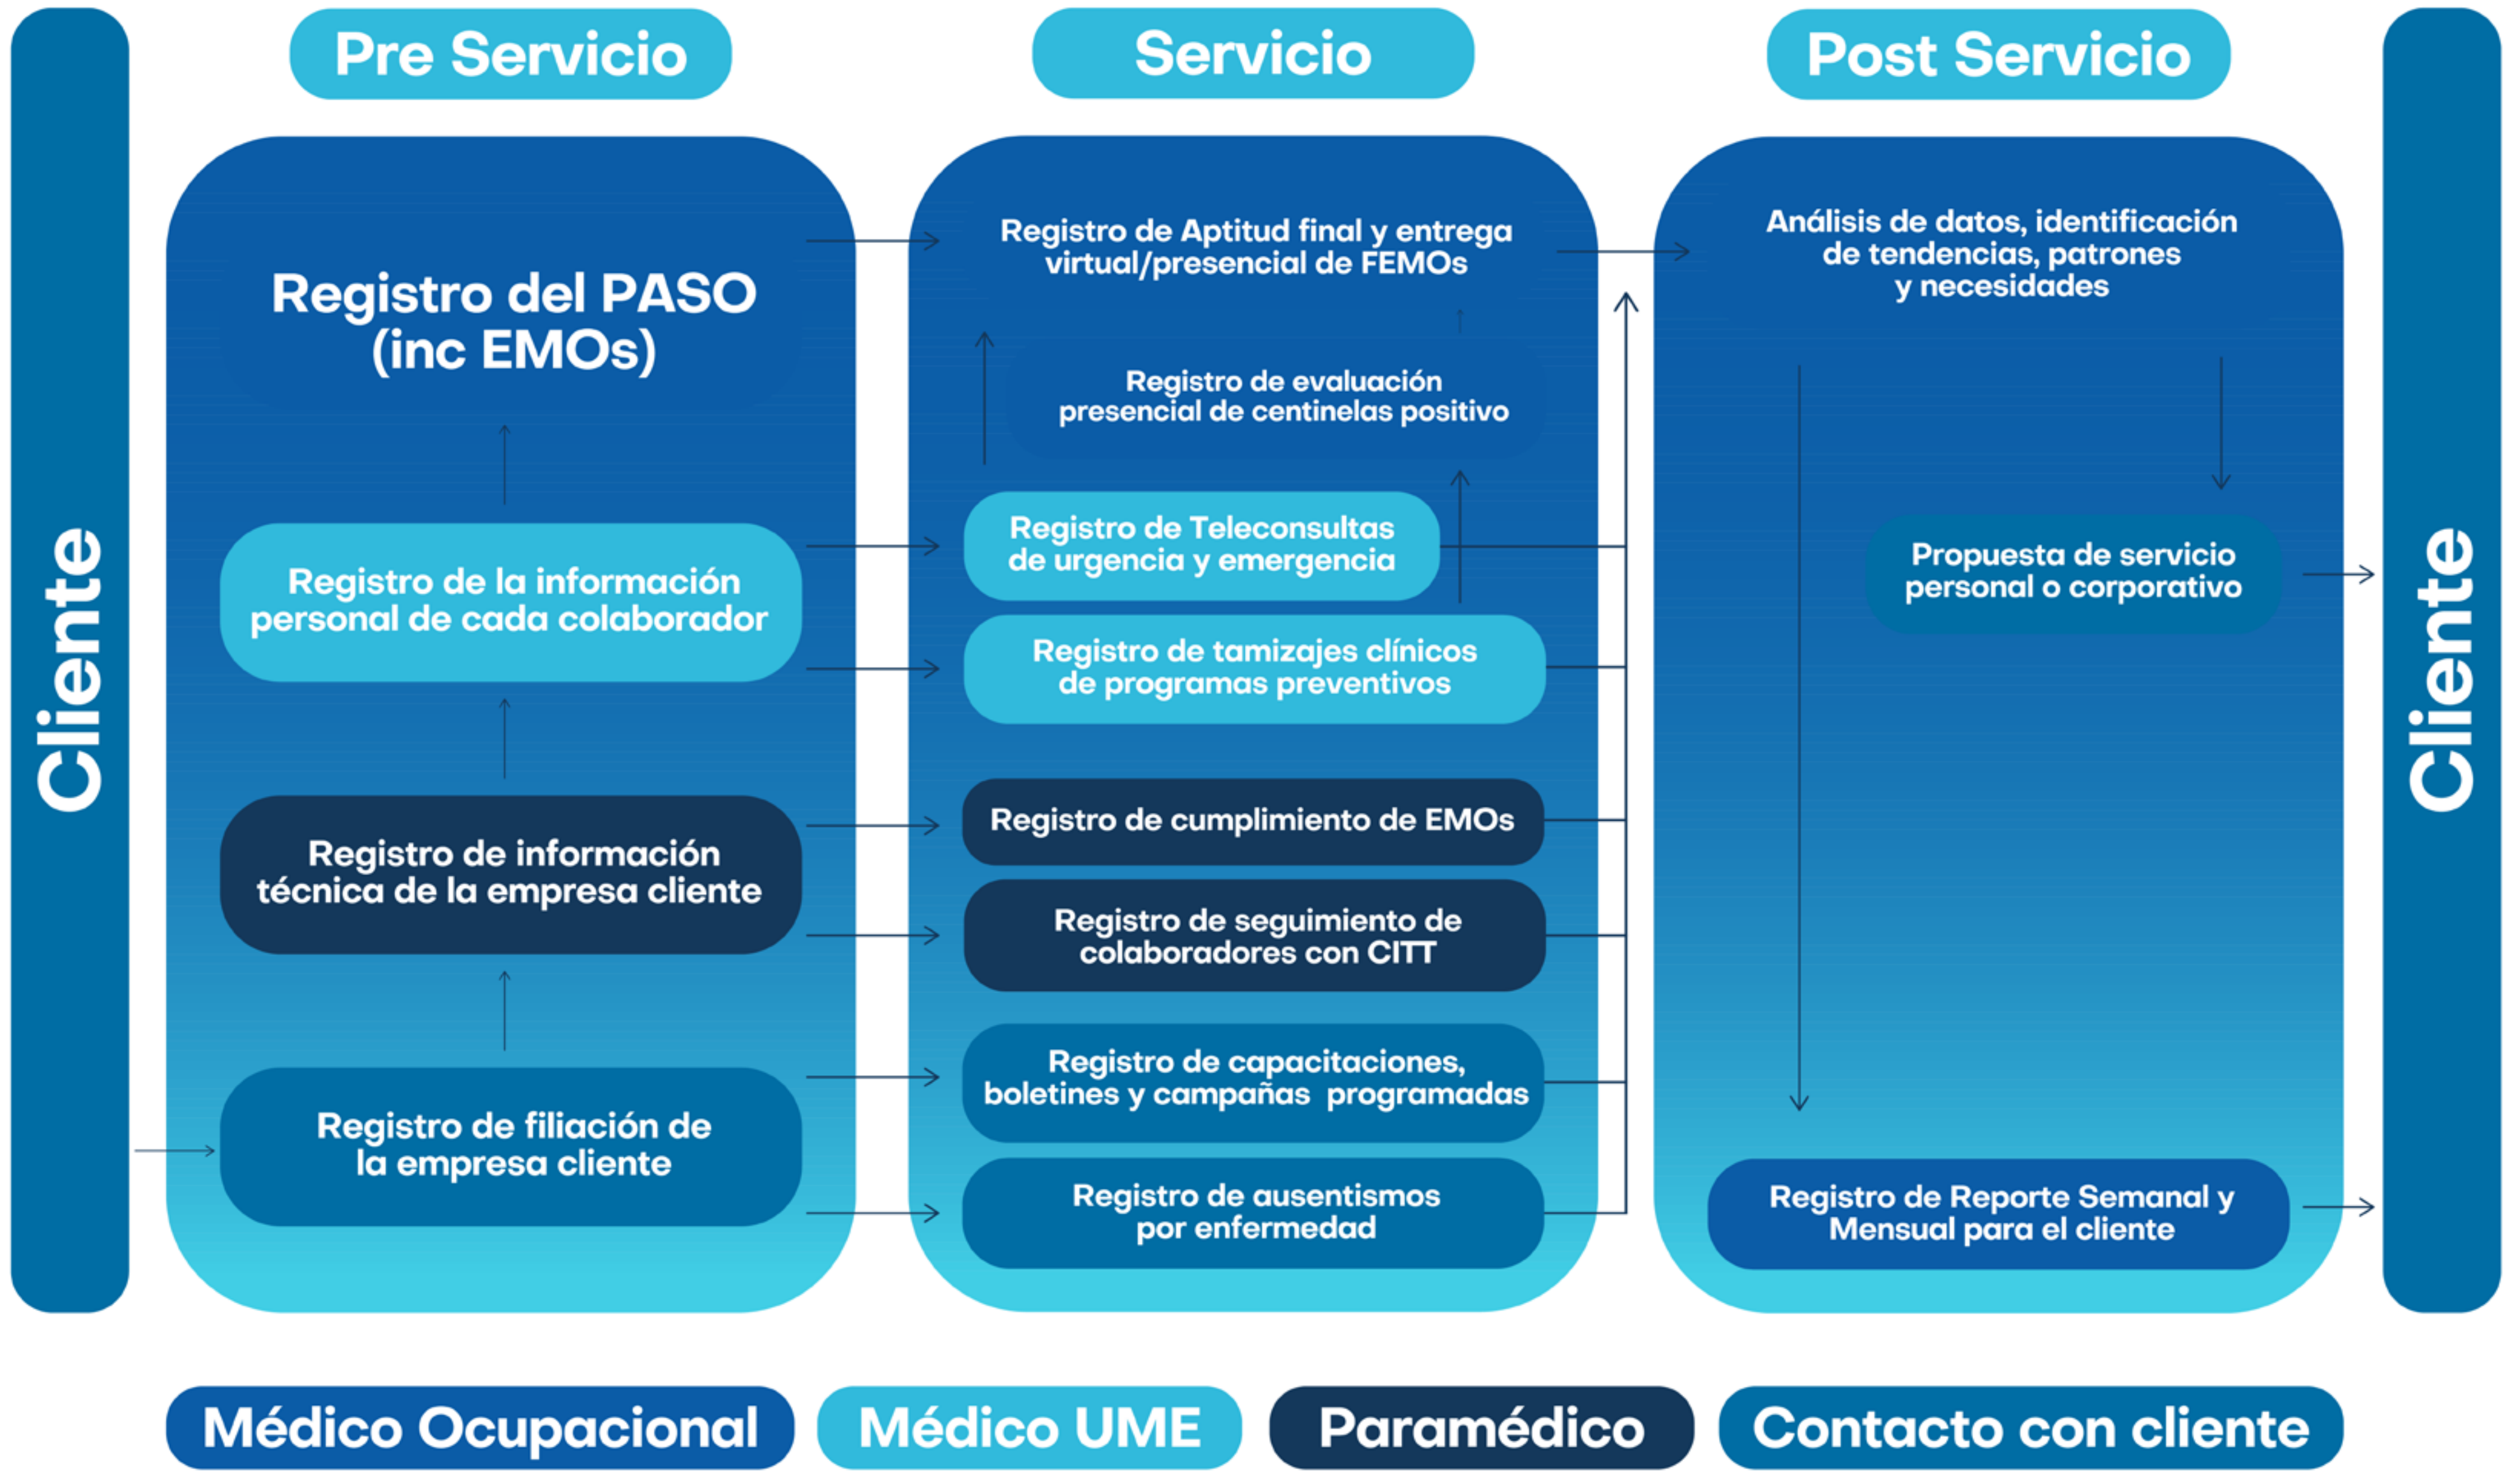 Cliente
Pre Servicio
Registro del PASO
(inc EMOs)
Registro de la información
personal de cada colaborador
Registro de información
técnica de la empresa cliente
Registro de filiación de
la empresa cliente
Servicio
Registro de Aptitud final y entrega
virtual/presencial de FEMOs
Registro de evaluación
presencial de centinelas positivo
Registro de Teleconsultas
de urgencia y emergencia
Registro de tamizajes clínicos
de programas preventivos
Registro de cumplimiento de EMOs
Registro de seguimiento de
colaboradores con CITT
Registro de capacitaciones,
boletines y campañas programadas
Registro de ausentismos
por enfermedad
Post Servicio
Análisis de datos, identificación
de tendencias, patrones
y necesidades
Propuesta de servicio
personal o corporativo
Registro de Reporte Semanal y
Mensual para el cliente
Cliente
Médico Ocupacional
Médico UME
Paramédico
Contacto con cliente